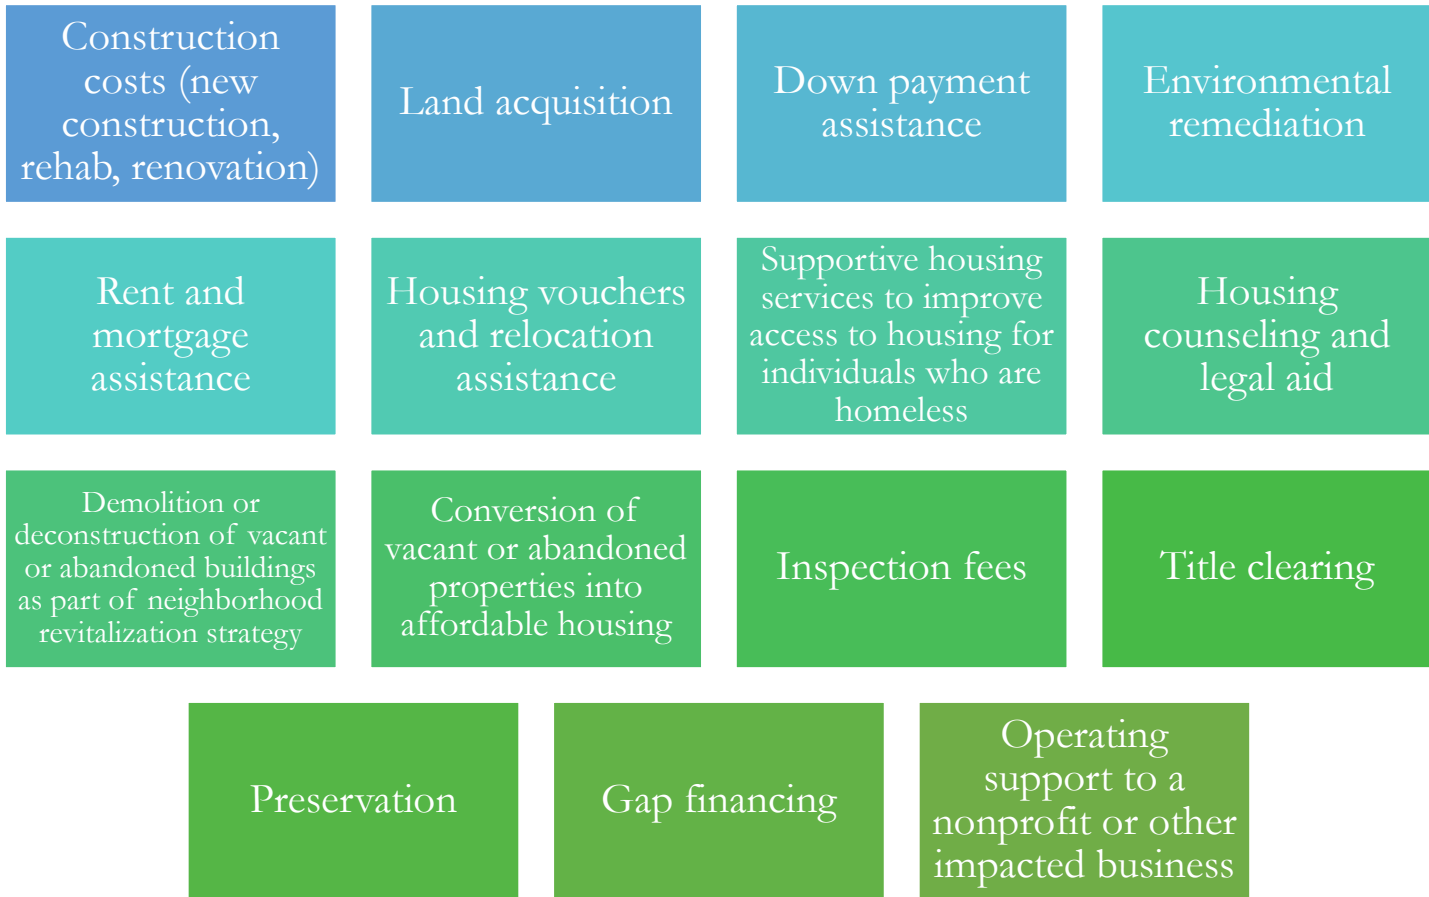 Construction
costs (new
construction,
rehab, renovation)
Land acquisition
Down payment
assistance
Environmental
remediation
Rent and
mortgage
assistance
Housing vouchers
and relocation
assistance
Supportive housing
services to improve
access to housing for
individuals who are
homeless
Housing
counseling and
legal aid
Demolition or
deconstruction of vacant
or abandoned buildings
as part of neighborhood
revitalization strategy
Conversion of
vacant or abandoned
properties into
affordable housing
Inspection fees
Title clearing
Preservation
Gap financing
Operating
support to a
nonprofit or other
impacted business